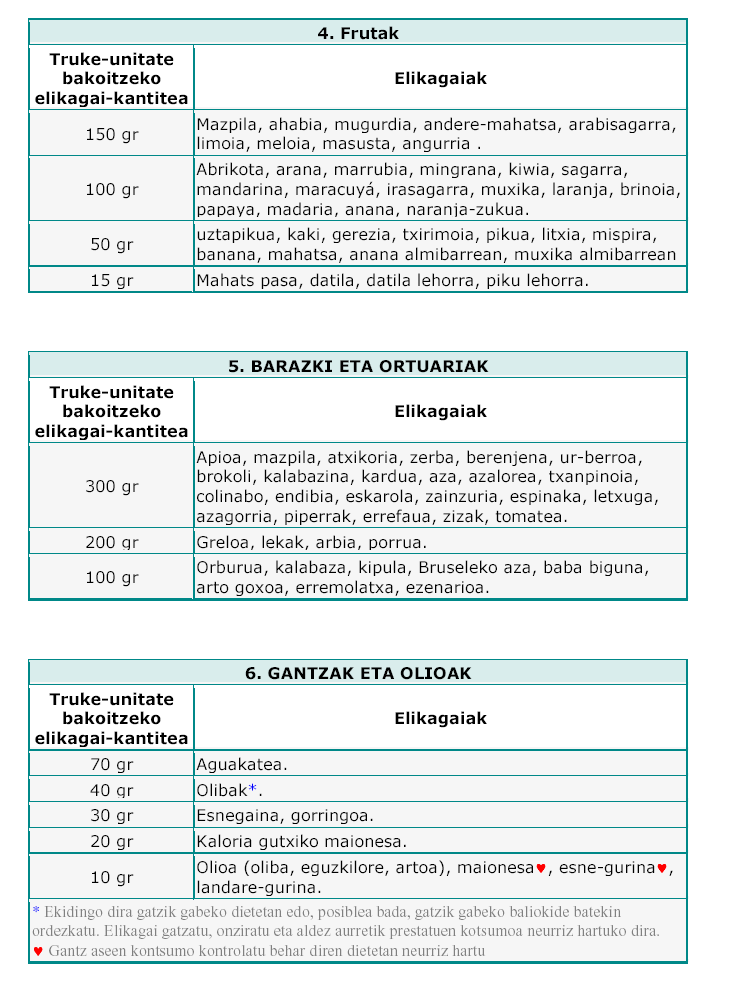 4. Frutak
Truke-unitate
bakoitzeko
elikagai-kantitea
Elikagaiak
150 gr
Mazpila, ahabia, mugurdia, andere-mahatsa, arabisagarra,
limoia, meloia, masusta, angurria .
100 gr
Abrikota, arana, marrubia, mingrana, kiwia, sagarra,
mandarina, maracuyá, irasagarra, muxika, laranja, brinoia,
papaya, madaria, anana, naranja-zukua.
50 gr
uztapikua, kaki, gerezia, txirimoia, pikua, litxia, mispira,
banana, mahatsa, anana almibarrean, muxika almibarrean
15 gr
Mahats pasa, datila, datila lehorra, piku lehorra.
5. BARAZKI ETA ORTUARIAK
Truke-unitate
bakoitzeko
elikagai-kantitea
Elikagaiak
300 gr
Apioa, mazpila, atxikoria, zerba, berenjena, ur-berroa,
brokoli, kalabazina, kardua, aza, azalorea, txanpinoia,
colinabo, endibia, eskarola, zainzuria, espinaka, letxuga,
azagorria, piperrak, errefaua, zizak, tomatea.
200 gr
Greloa, lekak, arbia, porrua.
100 gr
Orburua, kalabaza, kipula, Bruseleko aza, baba biguna,
arto goxoa, erremolatxa, ezenarioa.
6. GANTZAK ETA OLIOAK
Truke-unitate
bakoitzeko
elikagai-kantitea
Elikagaiak
70 gr
Aguakatea.
40 gr
Olibak*.
30 gr
Esnegaina, gorringoa.
20 gr
Kaloria gutxiko maionesa.
10 gr
Olioa (oliba, eguzkilore, artoa), maionesa♥, esne-gurina♥,
landare-gurina.
* Ekidingo dira gatzik gabeko dietetan edo, posiblea bada, gatzik gabeko baliokide batekin
ordezkatu. Elikagai gatzatu, onziratu eta aldez aurretik prestatuen kotsumoa neurriz hartuko dira.
♥ Gantz aseen kontsumo kontrolatu behar diren dietetan neurriz hartu